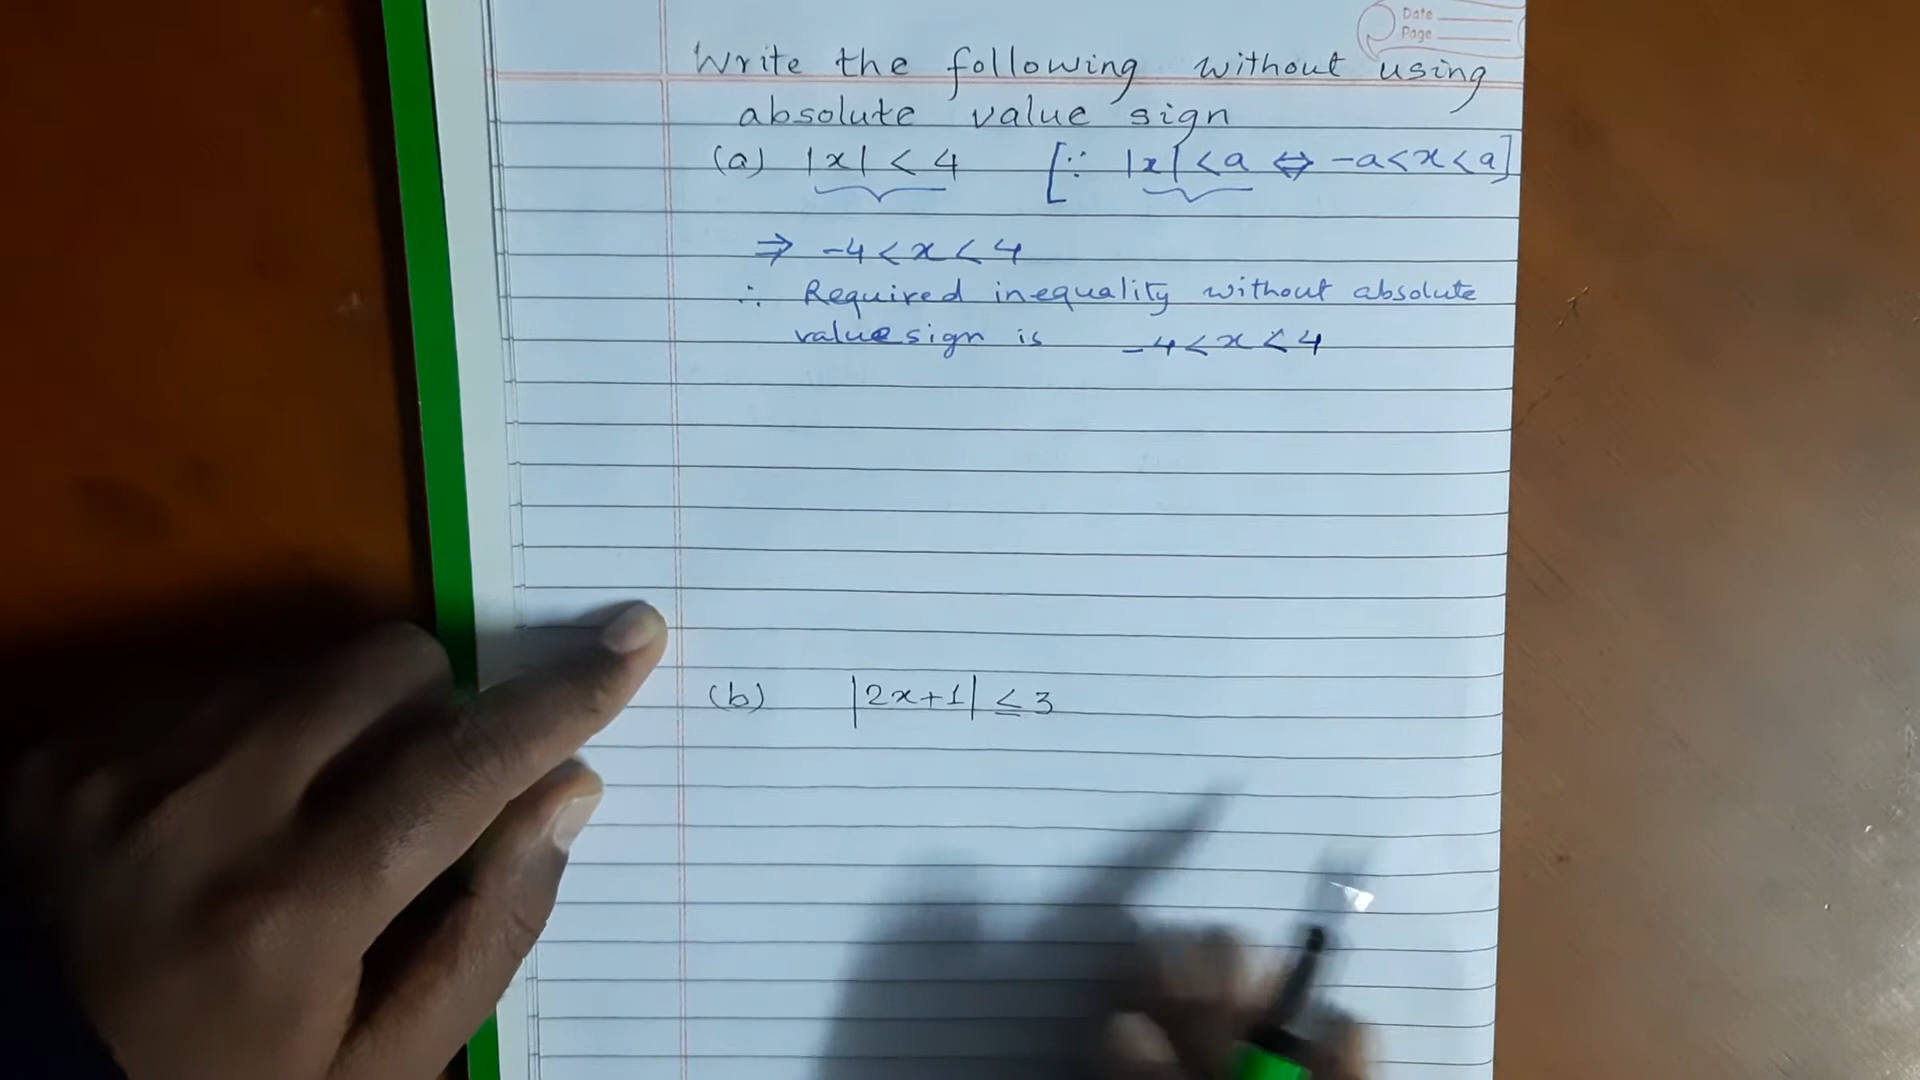 Date
Page
Write the following without using
absolute value sign
(a) |x| < 4 [∵ |x| < a ⇔ -a < x < a]
⇒ -4 < x < 4
∴ Required inequality without absolute
value sign is -4 < x < 4
(b) |2x+1| ≤ 3